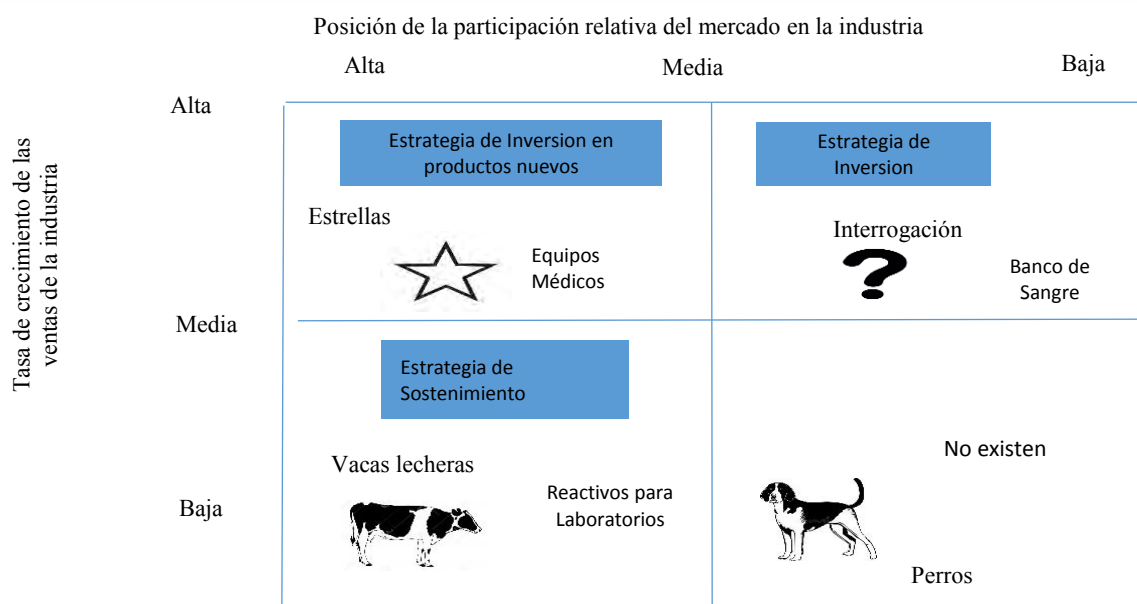 Posición de la participación relativa del mercado en la industria
Alta
Media
Baja
Tasa de crecimiento de las
ventas de la industria
Alta
Estrategia de Inversion en
productos nuevos
Estrategia de
Inversion
Estrellas
Equipos
Médicos
Interrogación
?
Banco de
Sangre
Media
Estrategia de
Sostenimiento
Vacas lecheras
Reactivos para
Laboratorios
Baja
No existen
Perros